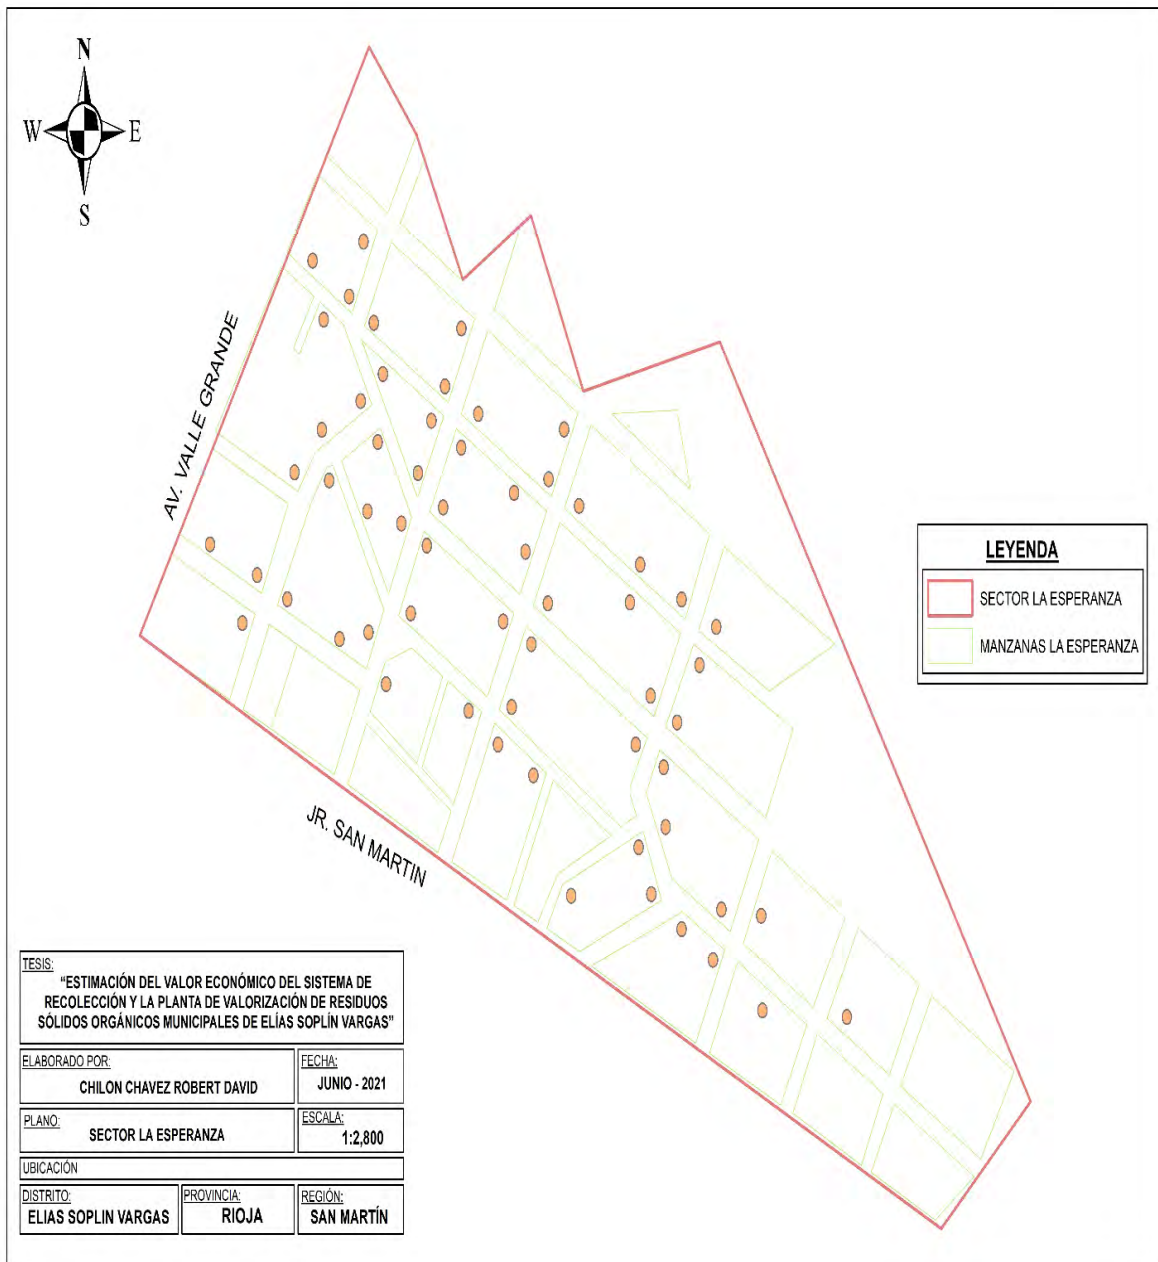 N
W
E
S
AV. VALLE GRANDE
JR. SAN MARTIN
LEYENDA
SECTOR LA ESPERANZA
MANZANAS LA ESPERANZA
TESIS:
“ESTIMACIÓN DEL VALOR ECONÓMICO DEL SISTEMA DE
RECOLECCIÓN Y LA PLANTA DE VALORIZACIÓN DE RESIDUOS
SÓLIDOS ORGÁNICOS MUNICIPALES DE ELÍAS SOPLÍN VARGAS”
ELABORADO POR:
CHILON CHAVEZ ROBERT DAVID
FECHA:
JUNIO - 2021
PLANO:
SECTOR LA ESPERANZA
ESCALA:
1:2,800
UBICACIÓN
DISTRITO:
ELIAS SOPLIN VARGAS
PROVINCIA:
RIOJA
REGIÓN:
SAN MARTÍN